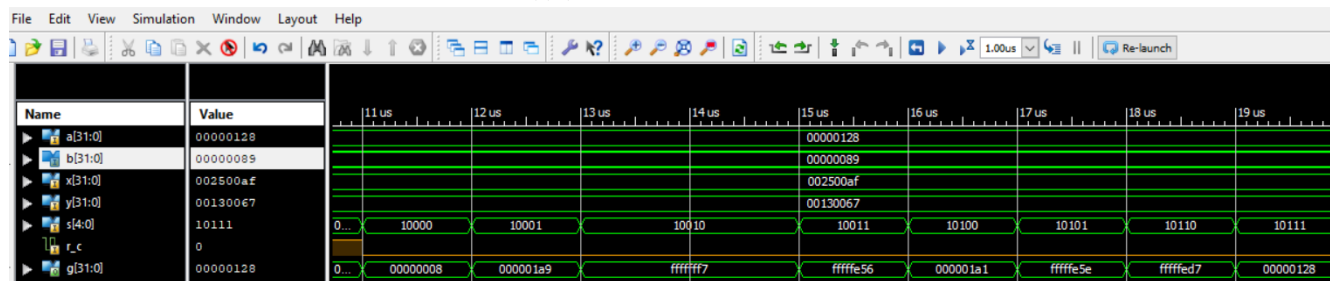 File Edit View Simulation Window Layout Help
1.00us Re-launch
Name Value 11 us 12 us 13 us 14 us 15 us 16 us 17 us 18 us 19 us
a[31:0] 00000128 00000128
b[31:0] 00000089 00000089
x[31:0] 002500af 002500af
y[31:0] 00130067 00130067
s[4:0] 10111 0... 10000 10001 10010 10011 10100 10101 10110 10111
r_c 0
g[31:0] 00000128 0... 00000008 000001a9 fffffff7 fffffe56 000001a1 fffffe5e fffffed7 00000128